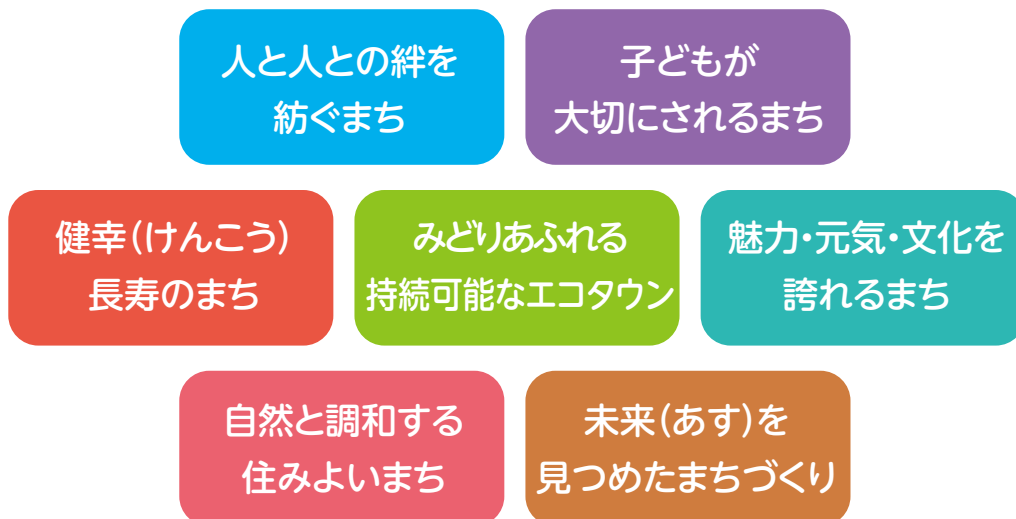 人と人との絆を
紡ぐまち
子どもが
大切にされるまち
健幸(けんこう)
長寿のまち
みどりあふれる
持続可能なエコタウン
魅力・元気・文化を
誇れるまち
自然と調和する
住みよいまち
未来(あす)を
見つめたまちづくり